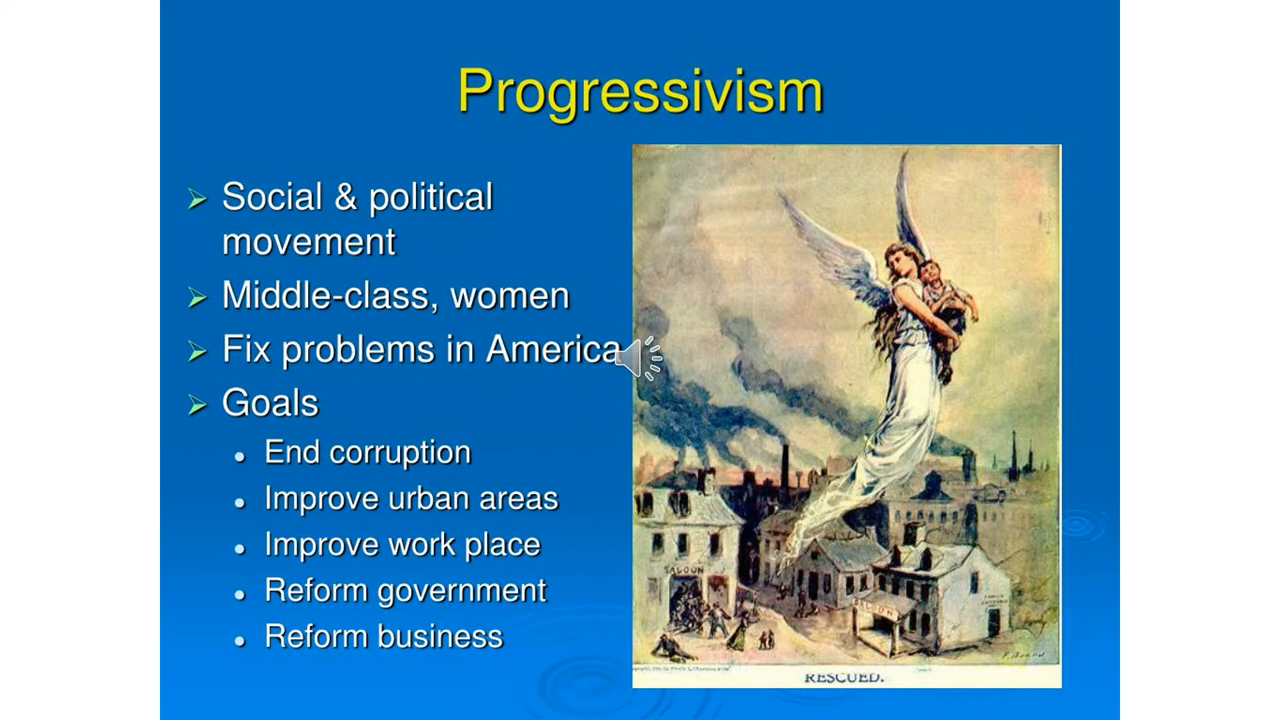 Progressivism
Social & political
movement
Middle-class, women
Fix problems in America
Goals
End corruption
Improve urban areas
Improve work place
Reform government
Reform business
SALOON
SALOON
RESCUED.